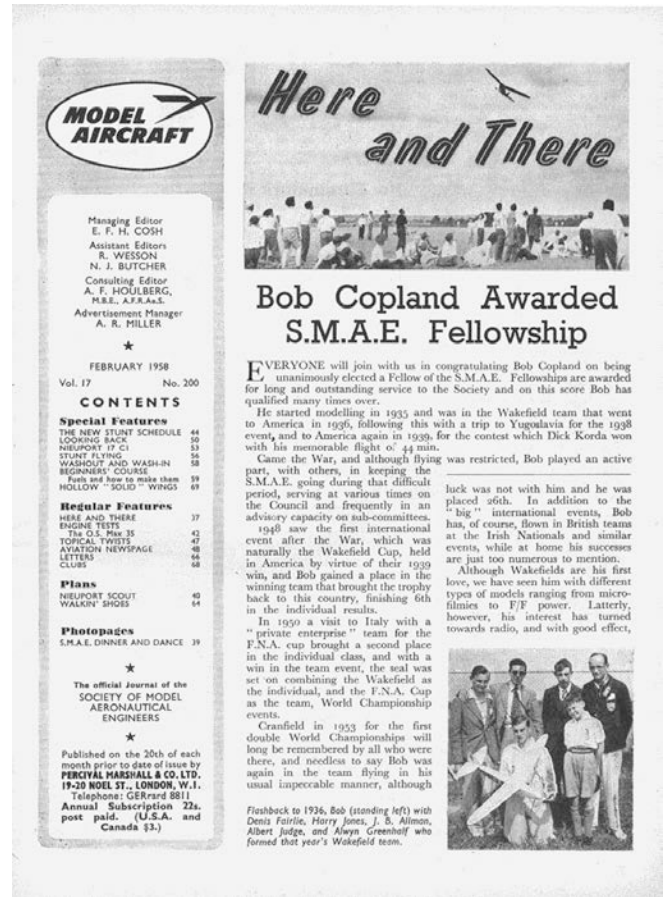 MODEL
AIRCRAFT
Managing Editor
E. F. H. COSH
Assistant Editors
R. WESSON
N. J. BUTCHER
Consulting Editor
A. F. HOULBERG,
M.B.E., A.F.R.Ae.S.
Advertisement Manager
A. R. MILLER
FEBRUARY 1958
Vol. 17 No. 200
CONTENTS
Special Features
THE NEW STUNT SCHEDULE 44
LOOKING BACK 50
NIEUPORT 17 C1 53
STUNT FLYING 56
WASHOUT AND WASH-IN 58
BEGINNERS' COURSE
Fuels and how to make them 59
HOLLOW "SOLID" WINGS 69
Regular Features
HERE AND THERE 37
ENGINE TESTS
The O.S. Max 35 42
TOPICAL TWISTS 47
AVIATION NEWSPAGE 48
LETTERS 66
CLUBS 68
Plans
NIEUPORT SCOUT 40
WALKIN' SHOES 64
Photopages
S.M.A.E. DINNER AND DANCE 39
The official Journal of the
SOCIETY OF MODEL
AERONAUTICAL
ENGINEERS
Published on the 20th of each
month prior to date of issue by
PERCIVAL MARSHALL & CO. LTD.
19-20 NOEL ST., LONDON, W.1.
Telephone: GERrard 8811
Annual Subscription 22s.
post paid. (U.S.A. and
Canada $3.)
Here
and There
Bob Copland Awarded
S.M.A.E. Fellowship
EVERYONE will join with us in congratulating Bob Copland on being
unanimously elected a Fellow of the S.M.A.E. Fellowships are awarded
for long and outstanding service to the Society and on this score Bob has
qualified many times over.
He started modelling in 1935 and was in the Wakefield team that went
to America in 1936, following this with a trip to Yugoslavia for the 1938
event, and to America again in 1939, for the contest which Dick Korda won
with his memorable flight of 44 min.
Came the War, and although flying was restricted, Bob played an active
part, with others, in keeping the
S.M.A.E. going during that difficult
period, serving at various times on
the Council and frequently in an
advisory capacity on sub-committees.
1948 saw the first international
event after the War, which was
naturally the Wakefield Cup, held
in America by virtue of their 1939
win, and Bob gained a place in the
winning team that brought the trophy
back to this country, finishing 6th
in the individual results.
In 1950 a visit to Italy with a
"private enterprise" team for the
F.N.A. cup brought a second place
in the individual class, and with a
win in the team event, the seal was
set on combining the Wakefield as
the individual, and the F.N.A. Cup
as the team, World Championship
events.
Cranfield in 1953 for the first
double World Championships will
long be remembered by all who were
there, and needless to say Bob was
again in the team flying in his
usual impeccable manner, although
luck was not with him and he was
placed 26th. In addition to the
"big" international events, Bob
has, of course, flown in British teams
at the Irish Nationals and similar
events, while at home his successes
are just too numerous to mention.
Although Wakefields are his first
love, we have seen him with different
types of models ranging from micro-
filmies to F/F power. Latterly,
however, his interest has turned
towards radio, and with good effect,
Flashback to 1936, Bob (standing left) with
Denis Fairlie, Harry Jones, J. B. Allman,
Albert Judge, and Alwyn Greenhalf who
formed that year's Wakefield team.